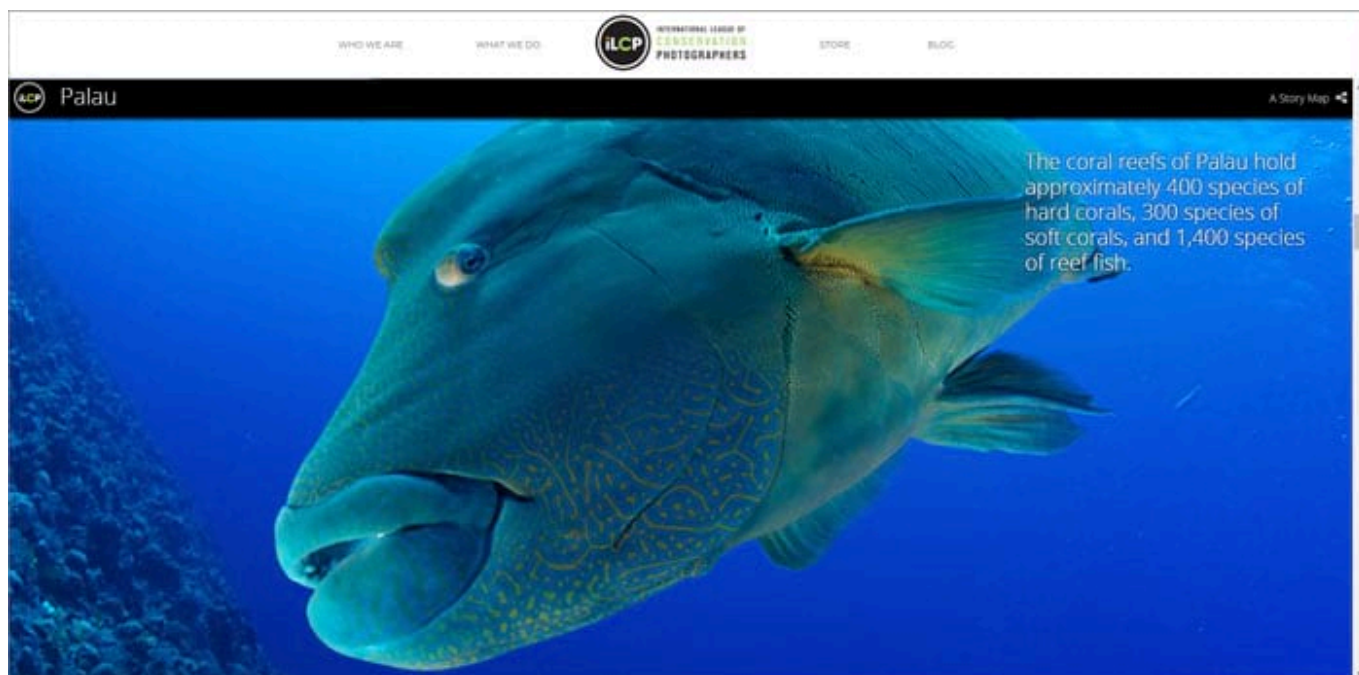 WHO WE ARE
WHAT WE DO
iLCP
INTERNATIONAL LEAGUE OF
CONSERVATION
PHOTOGRAPHERS
STORE
BLOG
iLCP
Palau
A Story Map
The coral reefs of Palau hold
approximately 400 species of
hard corals, 300 species of
soft corals, and 1,400 species
of reef fish.